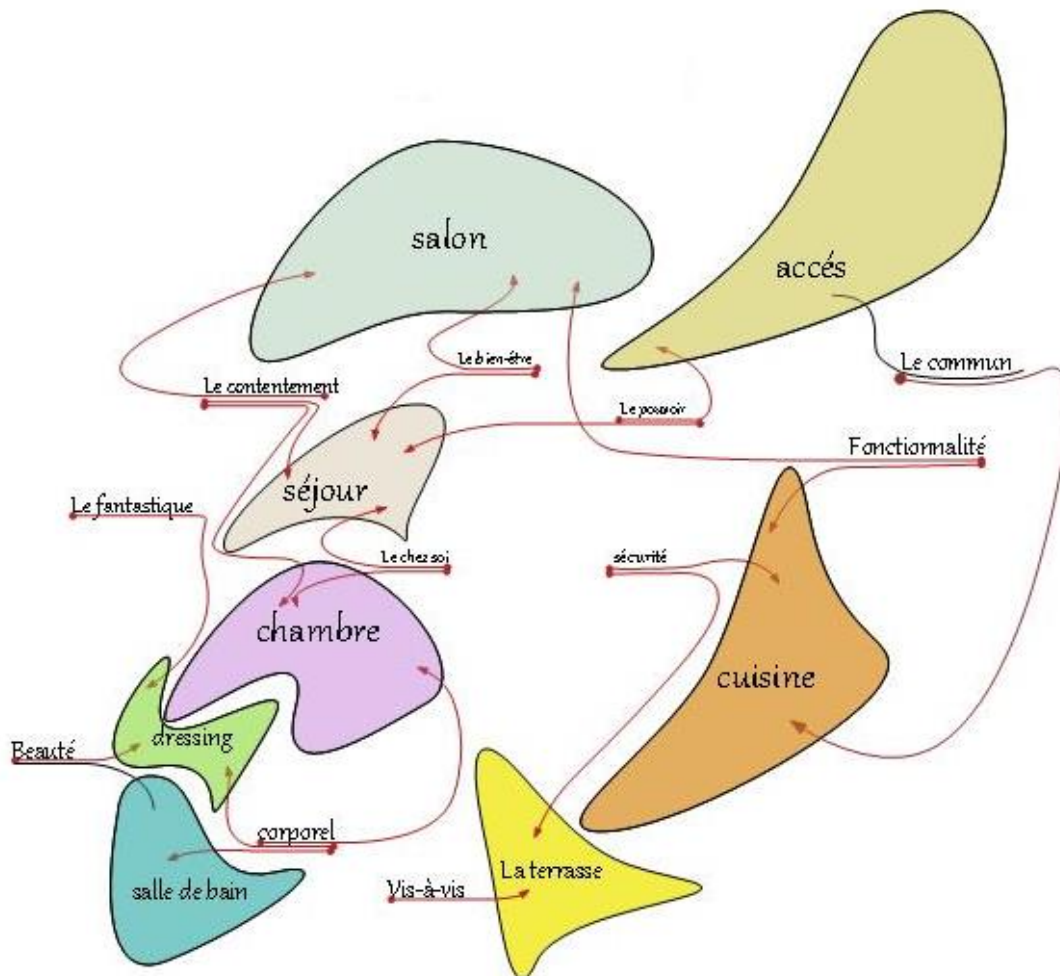 salon
accés
Le bien-être
Le contentement
Le commun
Le pouvoir
Fonctionnalité
séjour
Le fantastique
Le chez soi
sécurité
chambre
cuisine
dressing
Beauté
corporel
La terrasse
salle de bain
Vis-à-vis